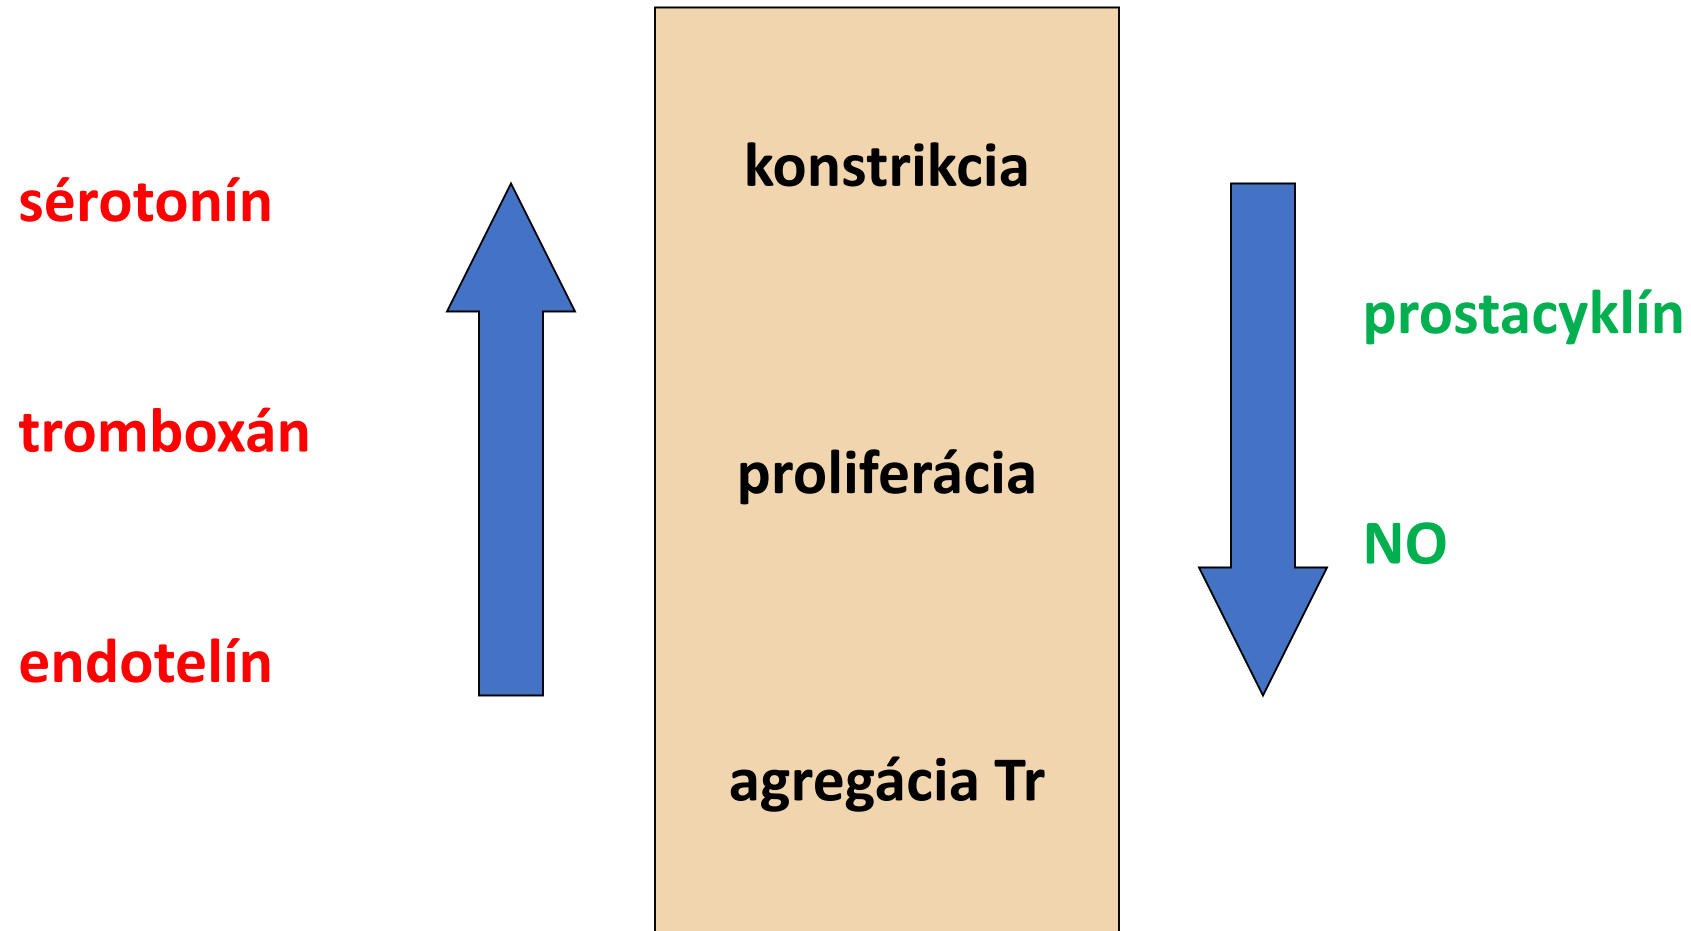 sérotonín
tromboxán
endotelín
konstrikcia
proliferácia
agregácia Tr
prostacyklín
NO